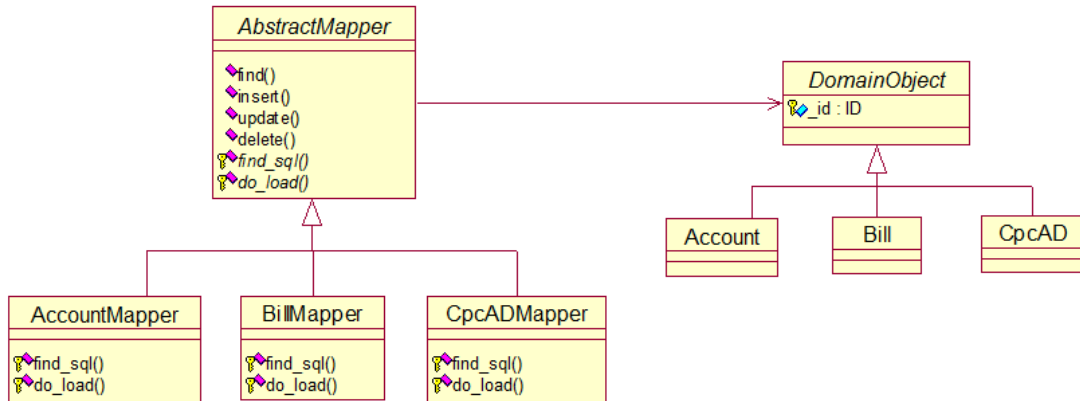 AbstractMapper
find()
insert()
update()
delete()
find_sql()
do_load()
DomainObject
_id : ID
Account
Bill
CpcAD
AccountMapper
find_sql()
do_load()
BillMapper
find_sql()
do_load()
CpcADMapper
find_sql()
do_load()